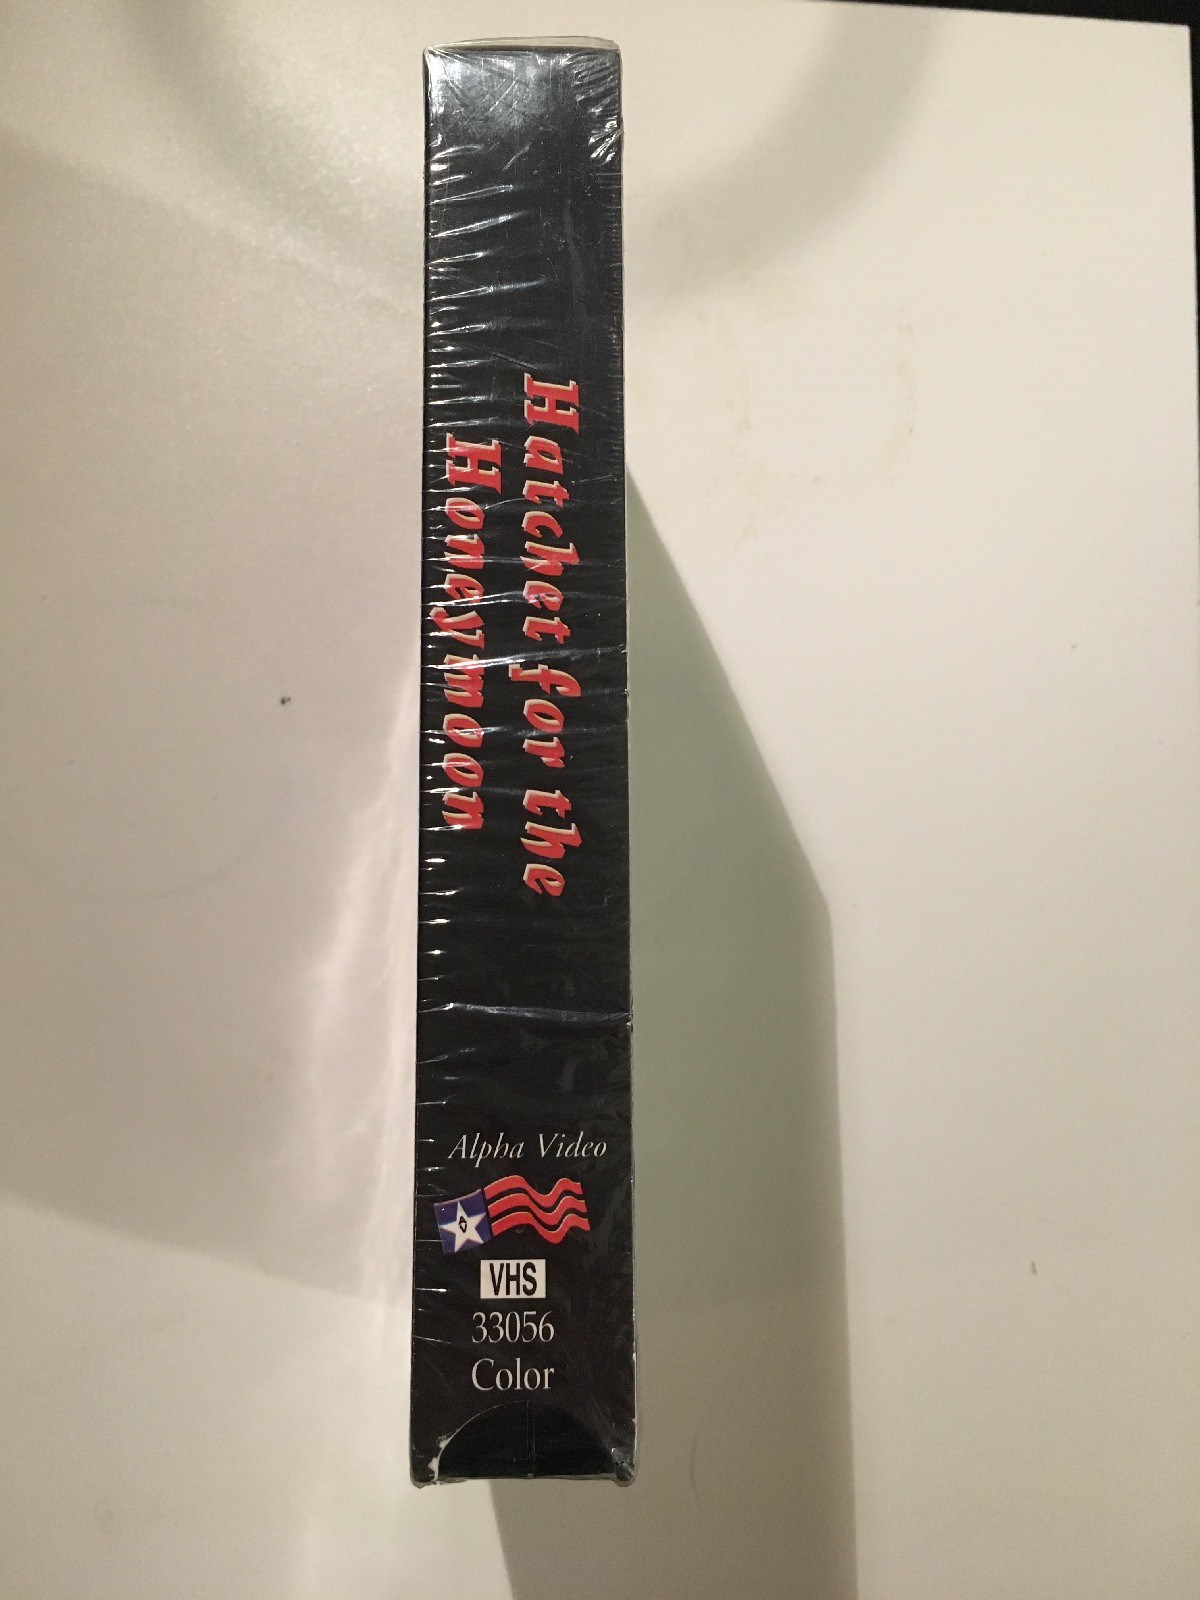 Hatchet for the
Honeymoon
Alpha Video
VHS
33056
Color